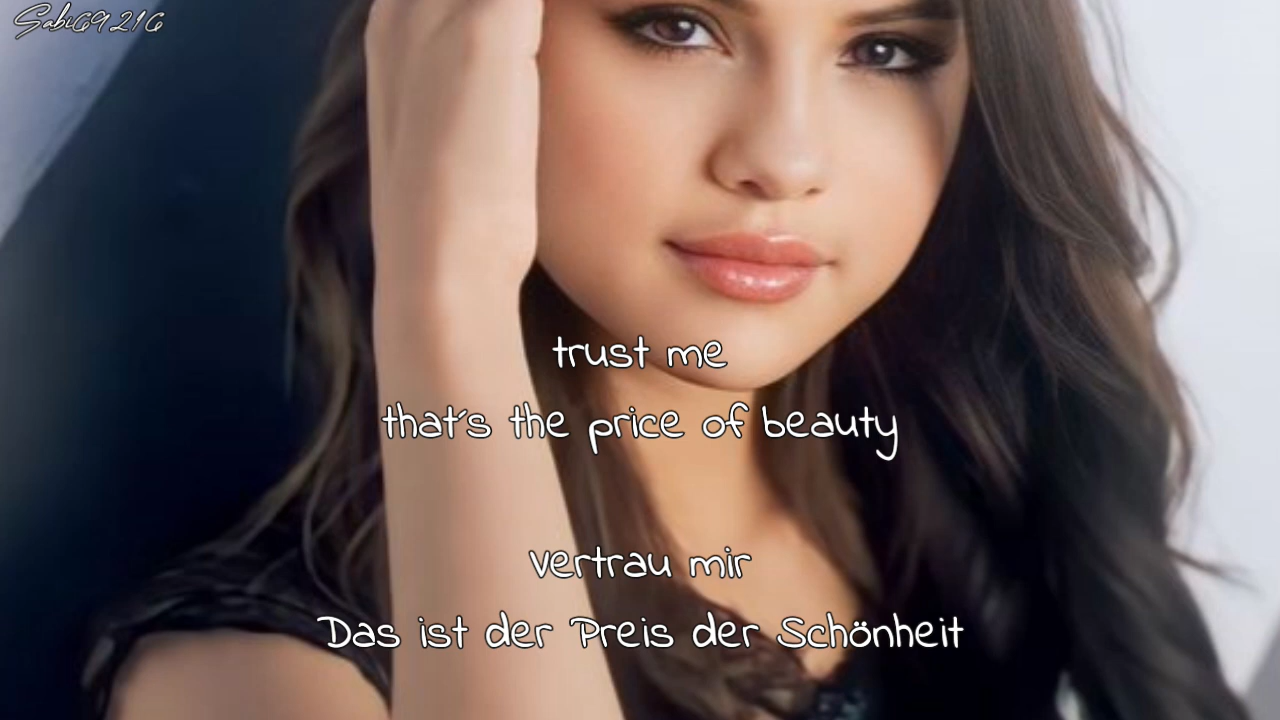 Sabi69216
trust me
that´s the price of beauty
vertrau mir
Das ist der Preis der Schönheit